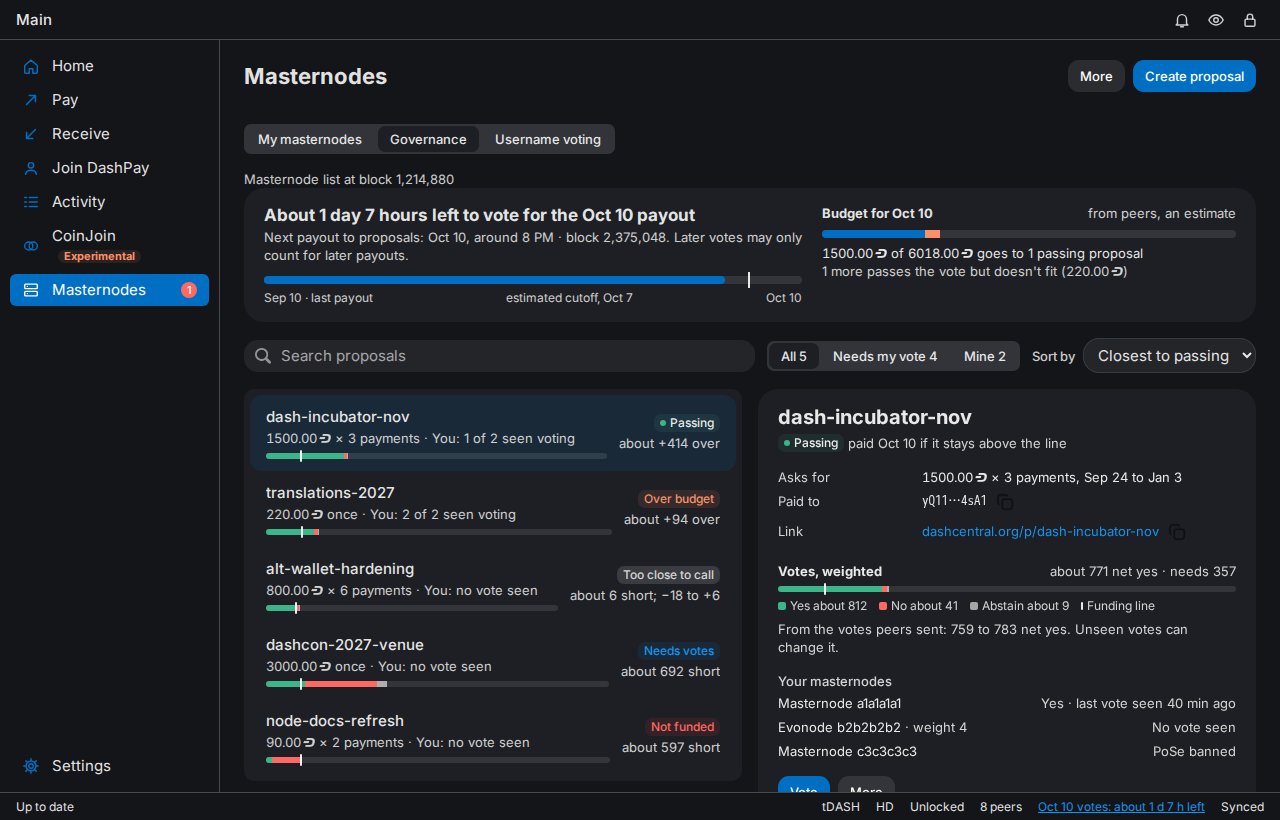 Main
Home
Pay
Receive
Join DashPay
Activity
CoinJoin
Experimental
Masternodes 1
Settings
Masternodes
More
Create proposal
My masternodes
Governance
Username voting
Masternode list at block 1,214,880
About 1 day 7 hours left to vote for the Oct 10 payout
Next payout to proposals: Oct 10, around 8 PM · block 2,375,048. Later votes may only
count for later payouts.
Sep 10 · last payout
estimated cutoff, Oct 7
Oct 10
Budget for Oct 10
from peers, an estimate
1500.00 of 6018.00 goes to 1 passing proposal
1 more passes the vote but doesn't fit (220.00)
Search proposals
All 5
Needs my vote 4
Mine 2
Sort by
Closest to passing
dash-incubator-nov
Passing
1500.00 × 3 payments · You: 1 of 2 seen voting
about +414 over
translations-2027
Over budget
220.00 once · You: 2 of 2 seen voting
about +94 over
alt-wallet-hardening
Too close to call
800.00 × 6 payments · You: no vote seen
about 6 short; −18 to +6
dashcon-2027-venue
Needs votes
3000.00 once · You: no vote seen
about 692 short
node-docs-refresh
Not funded
90.00 × 2 payments · You: no vote seen
about 597 short
dash-incubator-nov
Passing paid Oct 10 if it stays above the line
Asks for
1500.00 × 3 payments, Sep 24 to Jan 3
Paid to
yQ11···4sA1
Link
dashcentral.org/p/dash-incubator-nov
Votes, weighted
about 771 net yes · needs 357
Yes about 812
No about 41
Abstain about 9
Funding line
From the votes peers sent: 759 to 783 net yes. Unseen votes can
change it.
Your masternodes
Masternode a1a1a1a1
Yes · last vote seen 40 min ago
Evonode b2b2b2b2 · weight 4
No vote seen
Masternode c3c3c3c3
PoSe banned
Vote
More
Up to date
tDASH
HD
Unlocked
8 peers
Oct 10 votes: about 1 d 7 h left
Synced